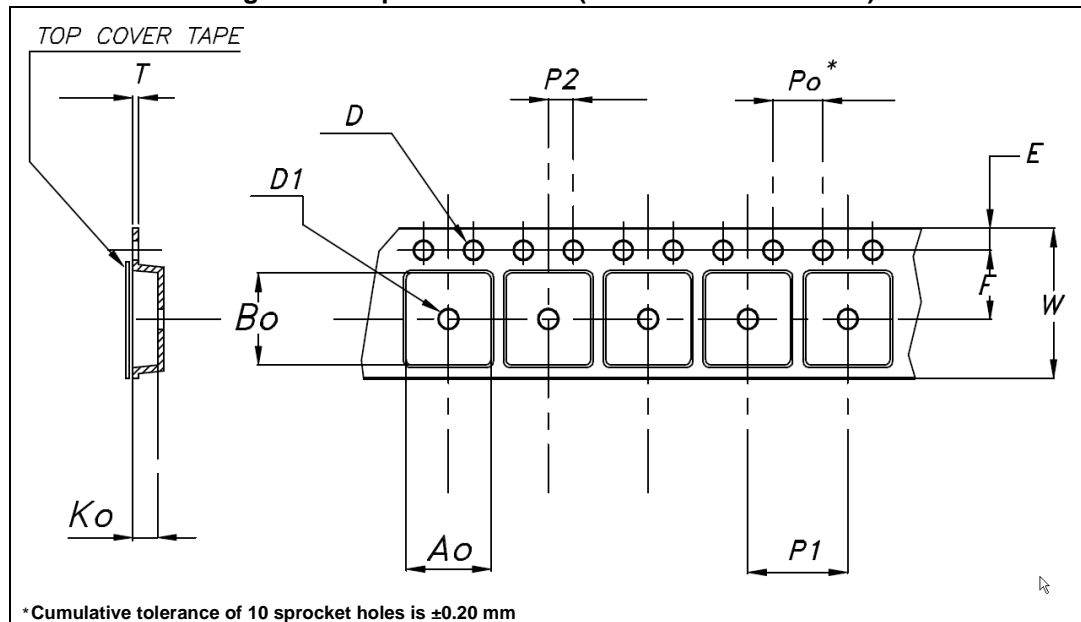 TOP COVER TAPE
T
P2
Po*
D
E
D1
F
W
Bo
Ko
Ao
P1
*Cumulative tolerance of 10 sprocket holes is ±0.20 mm